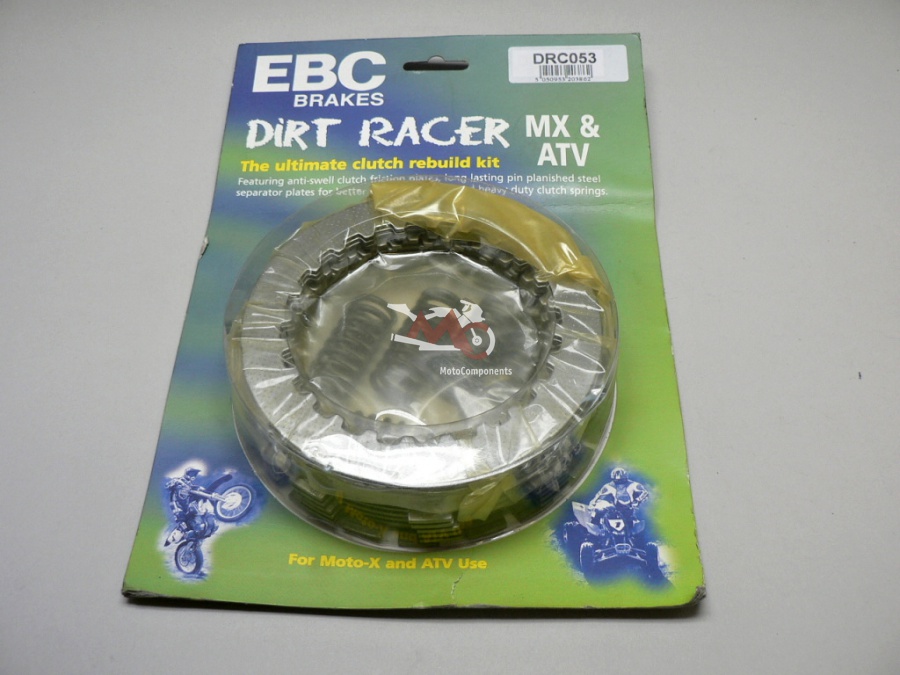 EBC
BRAKES
DRC053
DiRT RACER
MX &
ATV
The ultimate clutch rebuild kit
Featuring anti-swell clutch friction plates, long lasting pin planished steel
separator plates for better heavy duty clutch springs.
MC
MotoComponents
For Moto-X and ATV Use